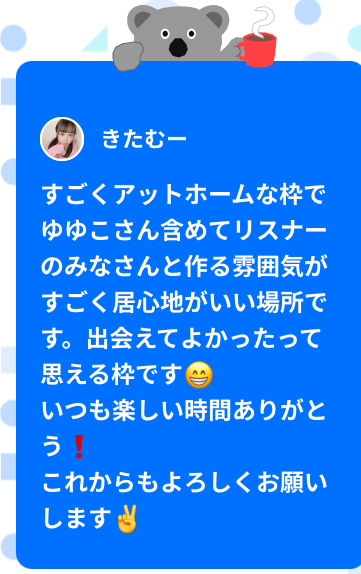 きたむー
すごくアットホームな枠で
ゆゆこさん含めてリスナー
のみなさんと作る雰囲気が
すごく居心地がいい場所で
す。出会えてよかったって
思える枠です😁
いつも楽しい時間ありがと
う❗
これからもよろしくお願い
します✌️